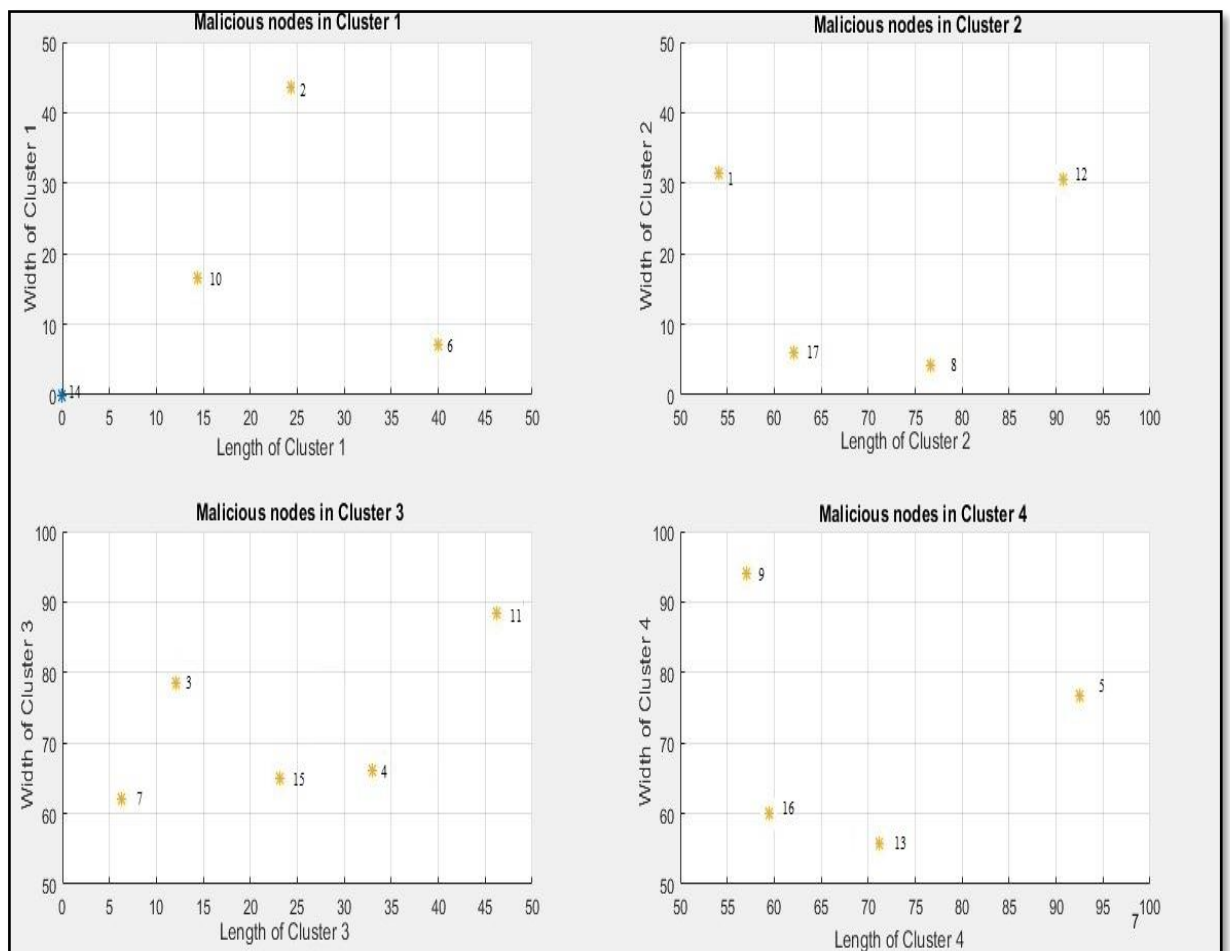 Malicious nodes in Cluster 1
50
40
30
20
10
0
Width of Cluster 1
2
10
6
14
0 5 10 15 20 25 30 35 40 45 50
Length of Cluster 1
Malicious nodes in Cluster 2
50
40
30
20
10
0
Width of Cluster 2
1
12
17
8
50 55 60 65 70 75 80 85 90 95 100
Length of Cluster 2
Malicious nodes in Cluster 3
100
90
80
70
60
50
Width of Cluster 3
11
3
4
15
7
0 5 10 15 20 25 30 35 40 45 50
Length of Cluster 3
Malicious nodes in Cluster 4
100
90
80
70
60
50
Width of Cluster 4
9
5
16
13
50 55 60 65 70 75 80 85 90 95 100
Length of Cluster 4
7